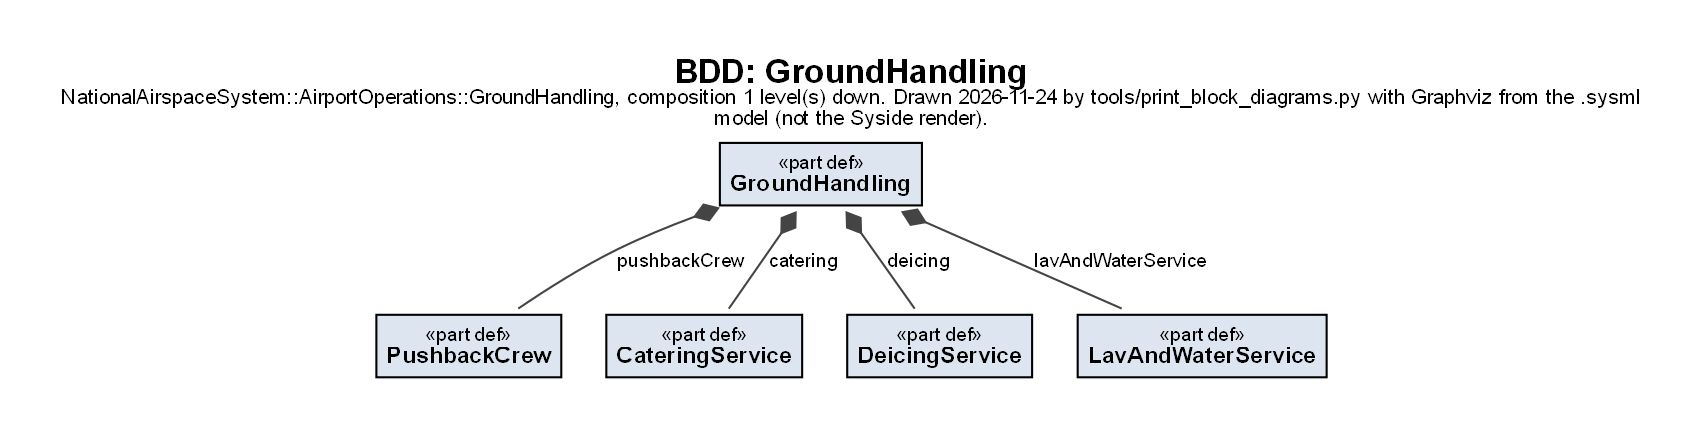 BDD: GroundHandling
NationalAirspaceSystem::AirportOperations::GroundHandling, composition 1 level(s) down. Drawn 2026-11-24 by tools/print_block_diagrams.py with Graphviz from the .sysml
model (not the Syside render).
«part def»
GroundHandling
pushbackCrew
catering
deicing
lavAndWaterService
«part def»
PushbackCrew
«part def»
CateringService
«part def»
DeicingService
«part def»
LavAndWaterService